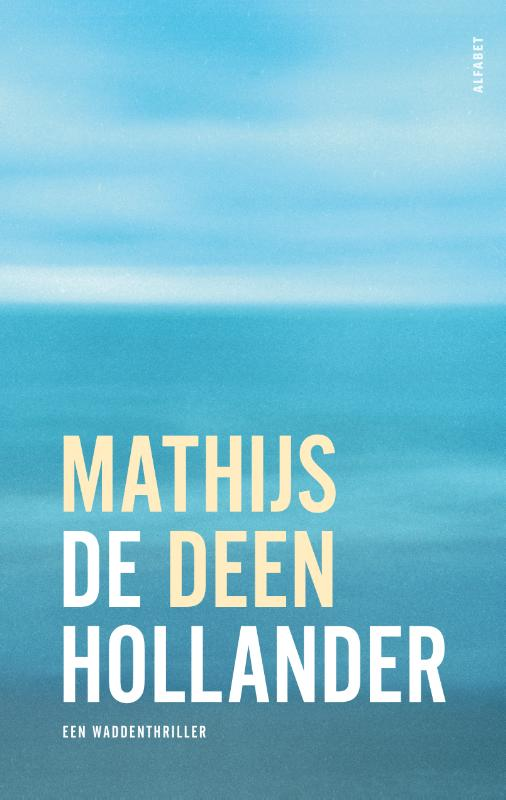 ALFABET
MATHIJS
DE DEEN
HOLLANDER
EEN WADDENTHRILLER